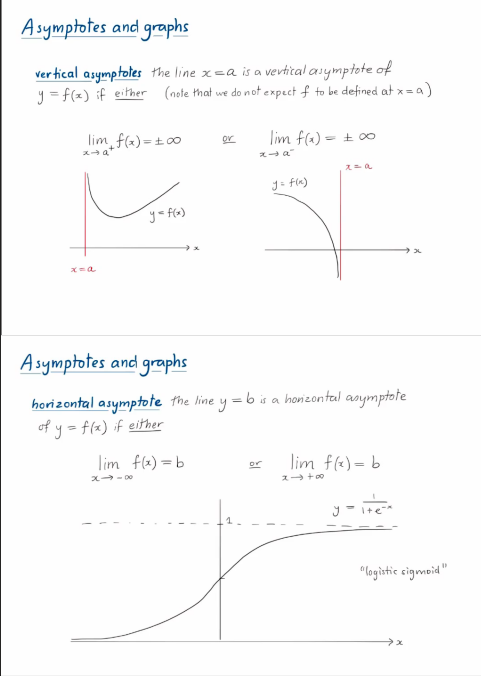 Asymptotes and graphs
vertical asymptotes the line x = a is a vertical asymptote of
y = f(x) if either (note that we do not expect f to be defined at x = a)
lim f(x) = ± ∞ or lim f(x) = ± ∞
x → a⁺ x → a⁻
x = a
y = f(x)
y = f(x)
x
x
x = a
Asymptotes and graphs
horizontal asymptote the line y = b is a horizontal asymptote
of y = f(x) if either
lim f(x) = b or lim f(x) = b
x → -∞ x → +∞
y = 1/(1 + e⁻ˣ)
1
"logistic sigmoid"
x